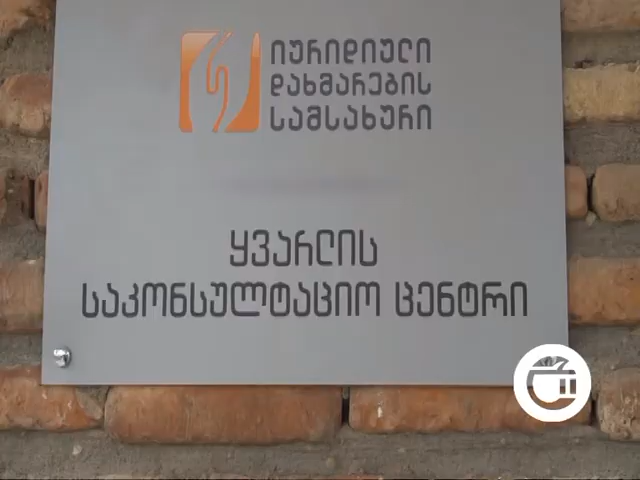 იურიდიული
დახმარების
სამსახური
ყვარლის
საკონსულტაციო ცენტრი